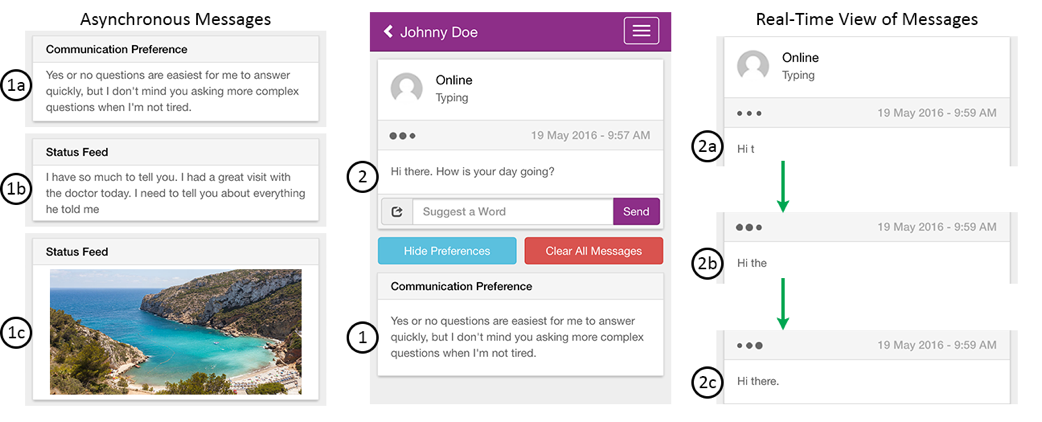 Asynchronous Messages
1a
Communication Preference
Yes or no questions are easiest for me to answer
quickly, but I don't mind you asking more complex
questions when I'm not tired.
1b
Status Feed
I have so much to tell you. I had a great visit with
the doctor today. I need to tell you about everything
he told me
1c
Status Feed
Johnny Doe
Online
Typing
19 May 2016 - 9:57 AM
2
Hi there. How is your day going?
Suggest a Word
Send
Hide Preferences
Clear All Messages
1
Communication Preference
Yes or no questions are easiest for me to answer
quickly, but I don't mind you asking more complex
questions when I'm not tired.
Real-Time View of Messages
Online
Typing
19 May 2016 - 9:59 AM
2a
Hi t
19 May 2016 - 9:59 AM
2b
Hi the
19 May 2016 - 9:59 AM
2c
Hi there.